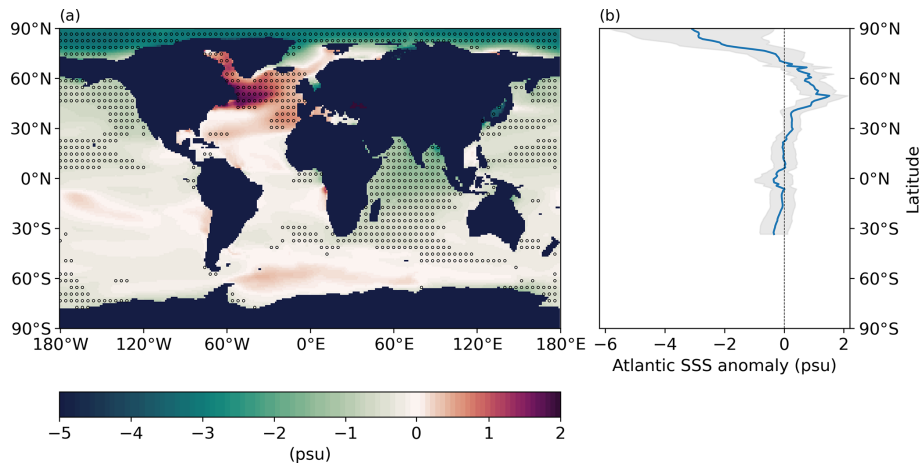 (a)
(b)
90°N
60°N
30°N
0°N
30°S
60°S
90°S
180°W
120°W
60°W
0°E
60°E
120°E
180°E
90°N
60°N
30°N
0°N
30°S
60°S
90°S
Latitude
−6
−4
−2
0
2
Atlantic SSS anomaly (psu)
−5
−4
−3
−2
−1
0
1
2
(psu)